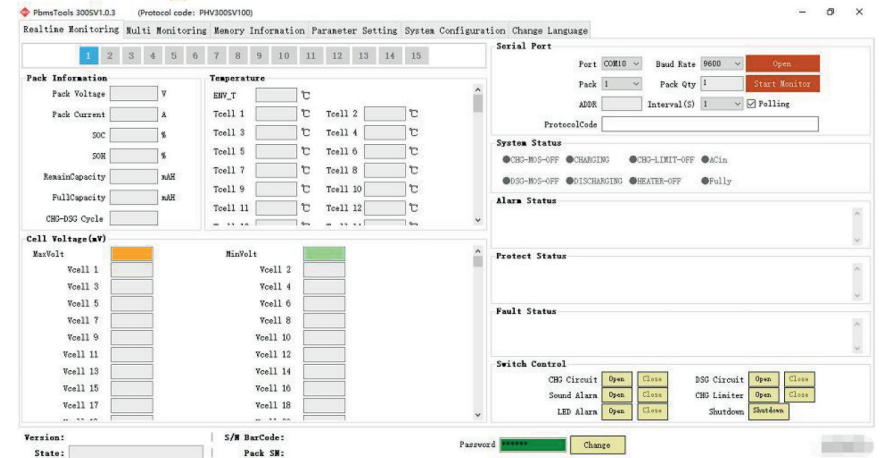 PbmsTools 300SV1.0.3 (Protocol code: PHV300SV100)
Realtime Monitoring Multi Monitoring Memory Information Parameter Setting System Configuration Change Language
1 2 3 4 5 6 7 8 9 10 11 12 13 14 15
Pack Information
Pack Voltage V
Pack Current A
SOC %
SOH %
RemainCapacity mAH
FullCapacity mAH
CHG-DSG Cycle
Temperature
ENV_T ℃
Tcell 1 ℃ Tcell 2 ℃
Tcell 3 ℃ Tcell 4 ℃
Tcell 5 ℃ Tcell 6 ℃
Tcell 7 ℃ Tcell 8 ℃
Tcell 9 ℃ Tcell 10 ℃
Tcell 11 ℃ Tcell 12 ℃
Cell Voltage(mV)
MaxVolt MinVolt
Vcell 1 Vcell 2
Vcell 3 Vcell 4
Vcell 5 Vcell 6
Vcell 7 Vcell 8
Vcell 9 Vcell 10
Vcell 11 Vcell 12
Vcell 13 Vcell 14
Vcell 15 Vcell 16
Vcell 17 Vcell 18
Serial Port
Port COM10 Baud Rate 9600 Open
Pack 1 Pack Qty 1 Start Monitor
ADDR Interval(S) 1 Polling
ProtocolCode
System Status
CHG-MOS-OFF CHARGING CHG-LIMIT-OFF ACin
DSG-MOS-OFF DISCHARGING HEATER-OFF Fully
Alarm Status
Protect Status
Fault Status
Switch Control
CHG Circuit Open Close DSG Circuit Open Close
Sound Alarm Open Close CHG Limiter Open Close
LED Alarm Open Close Shutdown Shutdown
Version: S/N BarCode:
State: Pack SN:
Password ****** Change